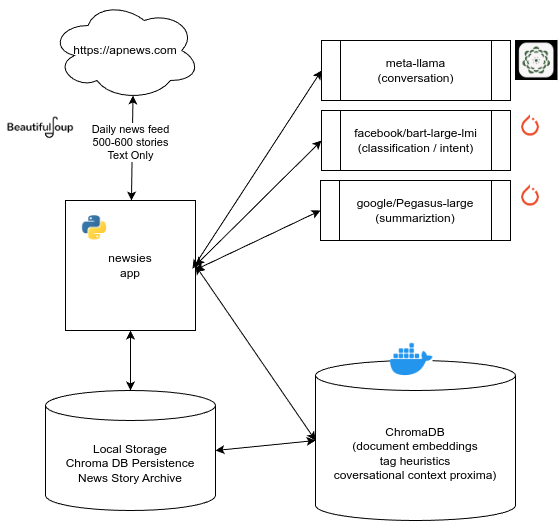 https://apnews.com
BeautifulSoup
Daily news feed
500-600 stories
Text Only
newsies
app
meta-llama
(conversation)
facebook/bart-large-lmi
(classification / intent)
google/Pegasus-large
(summariztion)
Local Storage
Chroma DB Persistence
News Story Archive
ChromaDB
(document embeddings
tag heuristics
coversational context proxima)